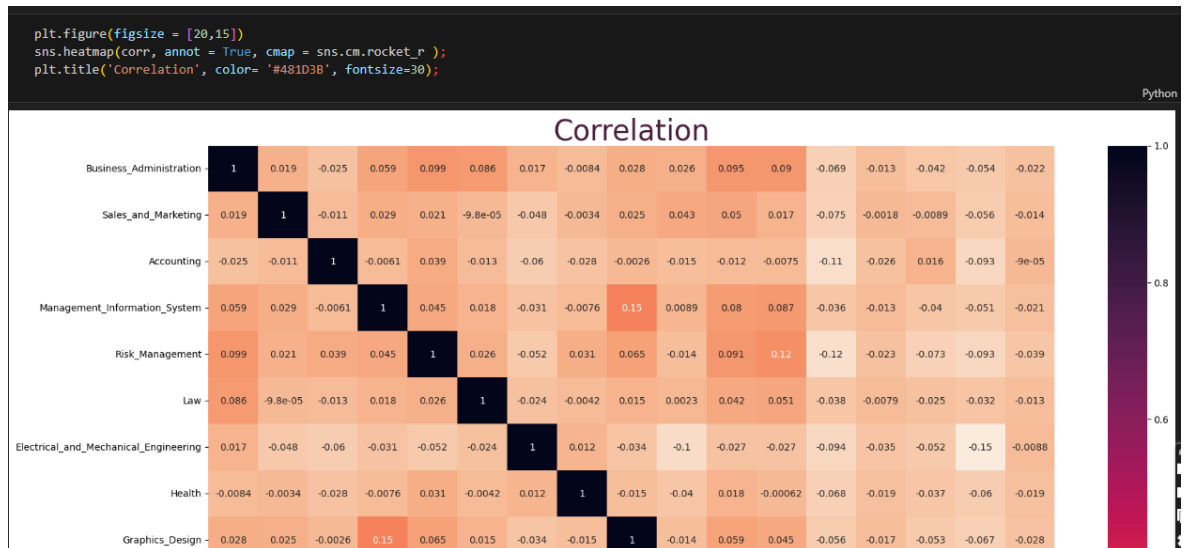 plt.figure(figsize = [20,15])
sns.heatmap(corr, annot = True, cmap = sns.cm.rocket_r );
plt.title('Correlation', color= '#481D3B', fontsize=30);
Python
Correlation
Business_Administration 1 0.019 -0.025 0.059 0.099 0.086 0.017 -0.0084 0.028 0.026 0.095 0.09 -0.069 -0.013 -0.042 -0.054 -0.022 1.0
Sales_and_Marketing 0.019 1 -0.011 0.029 0.021 -9.8e-05 -0.048 -0.0034 0.025 0.043 0.05 0.017 -0.075 -0.0018 -0.0089 -0.056 -0.014
Accounting -0.025 -0.011 1 -0.0061 0.039 -0.013 -0.06 -0.028 -0.0026 -0.015 -0.012 -0.0075 -0.11 -0.026 0.016 -0.093 -9e-05
0.8
Management_Information_System 0.059 0.029 -0.0061 1 0.045 0.018 -0.031 -0.0076 0.15 0.0089 0.08 0.087 -0.036 -0.013 -0.04 -0.051 -0.021
Risk_Management 0.099 0.021 0.039 0.045 1 0.026 -0.052 0.031 0.065 -0.014 0.091 0.12 -0.12 -0.023 -0.073 -0.093 -0.039
Law 0.086 -9.8e-05 -0.013 0.018 0.026 1 -0.024 -0.0042 0.015 0.0023 0.042 0.051 -0.038 -0.0079 -0.025 -0.032 -0.013
0.6
Electrical_and_Mechanical_Engineering 0.017 -0.048 -0.06 -0.031 -0.052 -0.024 1 0.012 -0.034 -0.1 -0.027 -0.027 -0.094 -0.035 -0.052 -0.15 -0.0088
Health -0.0084 -0.0034 -0.028 -0.0076 0.031 -0.0042 0.012 1 -0.015 -0.04 0.018 -0.00062 -0.068 -0.019 -0.037 -0.06 -0.019
Graphics_Design 0.028 0.025 -0.0026 0.15 0.065 0.015 -0.034 -0.015 1 -0.014 0.059 0.045 -0.056 -0.017 -0.053 -0.067 -0.028